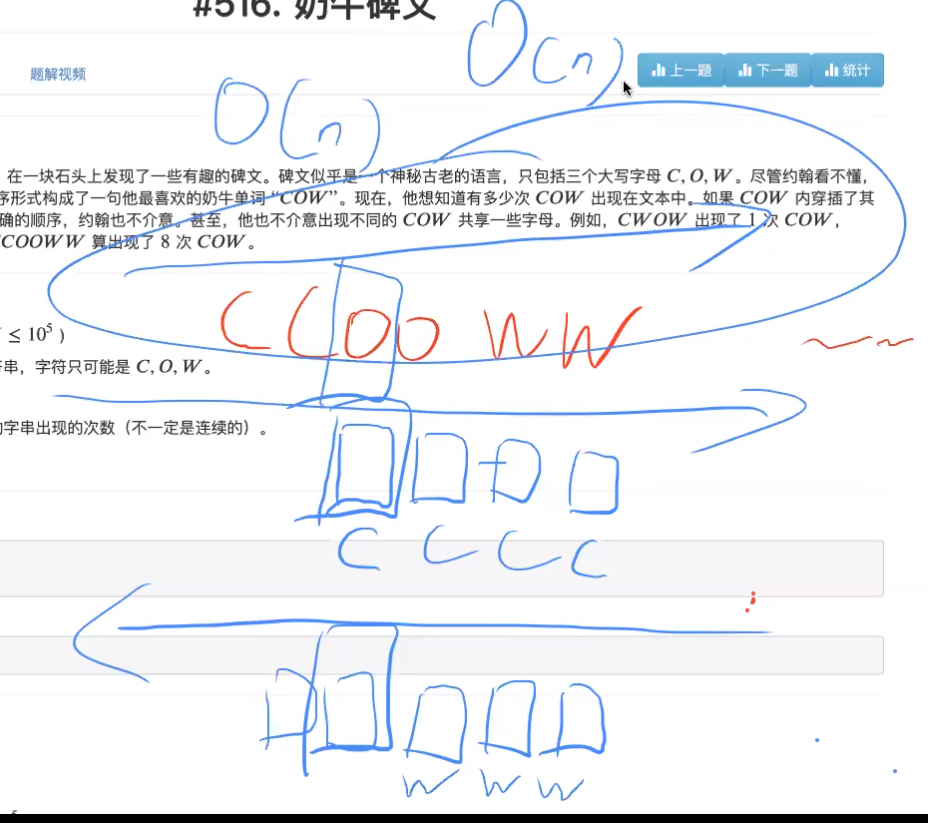 #516. 奶牛碑文
O(n)
题解视频
上一题 下一题 统计
O(n)
在一块石头上发现了一些有趣的碑文。碑文似乎是一个神秘古老的语言，只包括三个大写字母 C, O, W。尽管约翰看不懂，
序形式构成了一句他最喜欢的奶牛单词“COW”。现在，他想知道有多少次 COW 出现在文本中。如果 COW 内穿插了其
确的顺序，约翰也不介意。甚至，他也不介意出现不同的 COW 共享一些字母。例如，CWOW 出现了 1 次 COW，
CCOOWW 算出现了 8 次 COW。
CCOO WW
≤ 10⁵ )
符串，字符只可能是 C, O, W。
字串出现的次数（不一定是连续的）。
C C C C
W W W